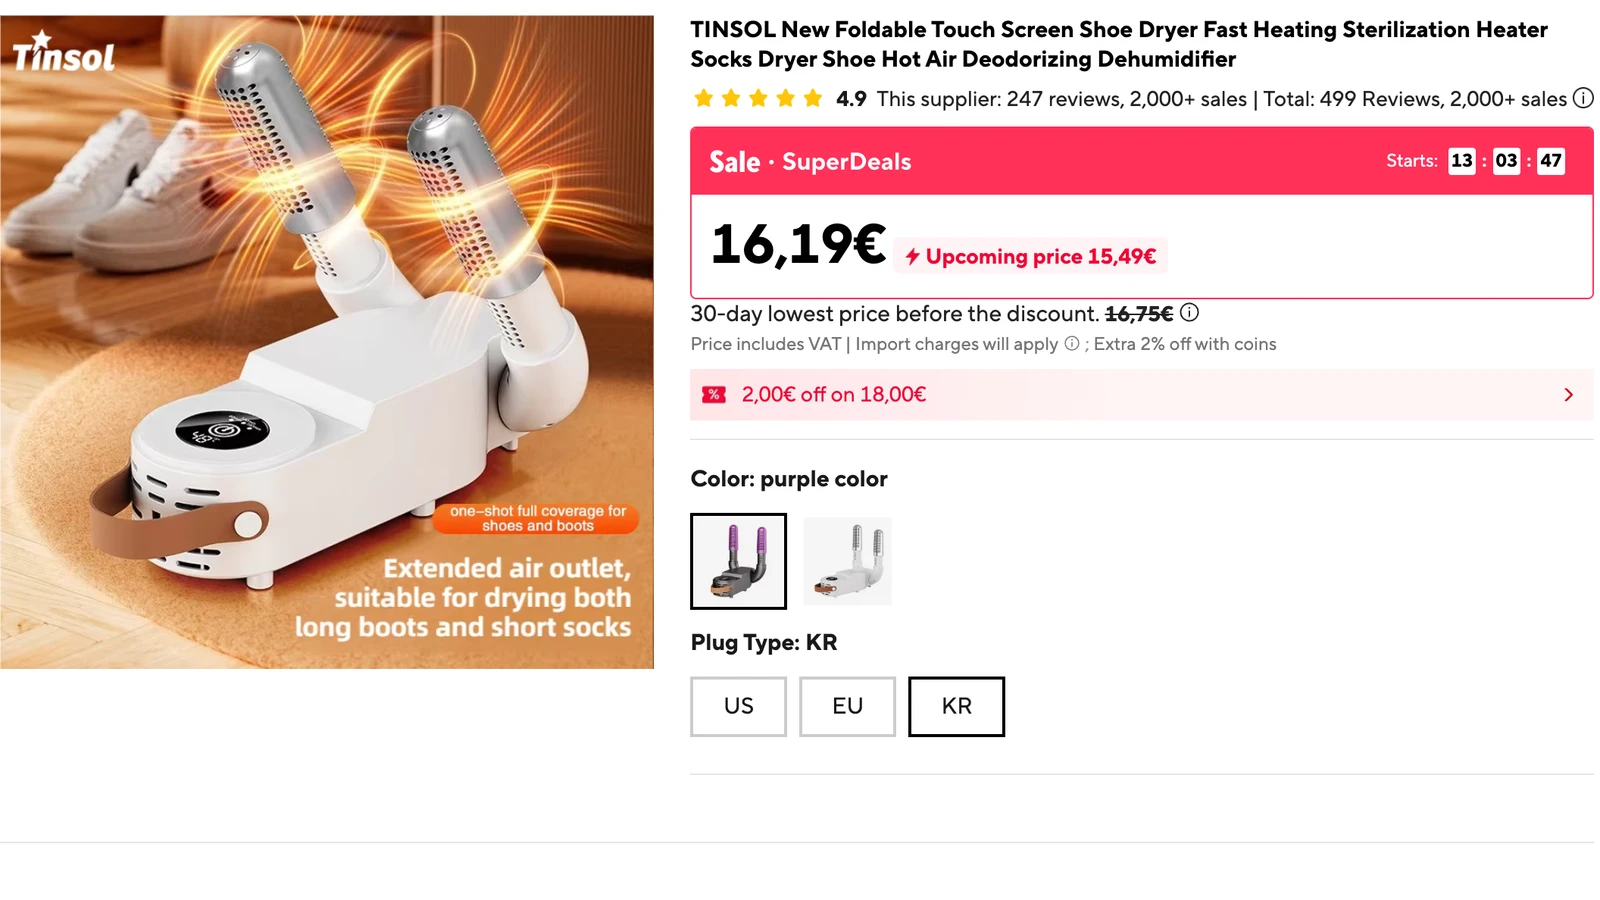 Tinsol
one-shot full coverage for
shoes and boots
Extended air outlet,
suitable for drying both
long boots and short socks
TINSOL New Foldable Touch Screen Shoe Dryer Fast Heating Sterilization Heater
Socks Dryer Shoe Hot Air Deodorizing Dehumidifier
4.9 This supplier: 247 reviews, 2,000+ sales | Total: 499 Reviews, 2,000+ sales
Sale · SuperDeals
Starts: 13 : 03 : 47
16,19€ Upcoming price 15,49€
30-day lowest price before the discount. 16,75€
Price includes VAT | Import charges will apply ; Extra 2% off with coins
% 2,00€ off on 18,00€
Color: purple color
Plug Type: KR
US EU KR